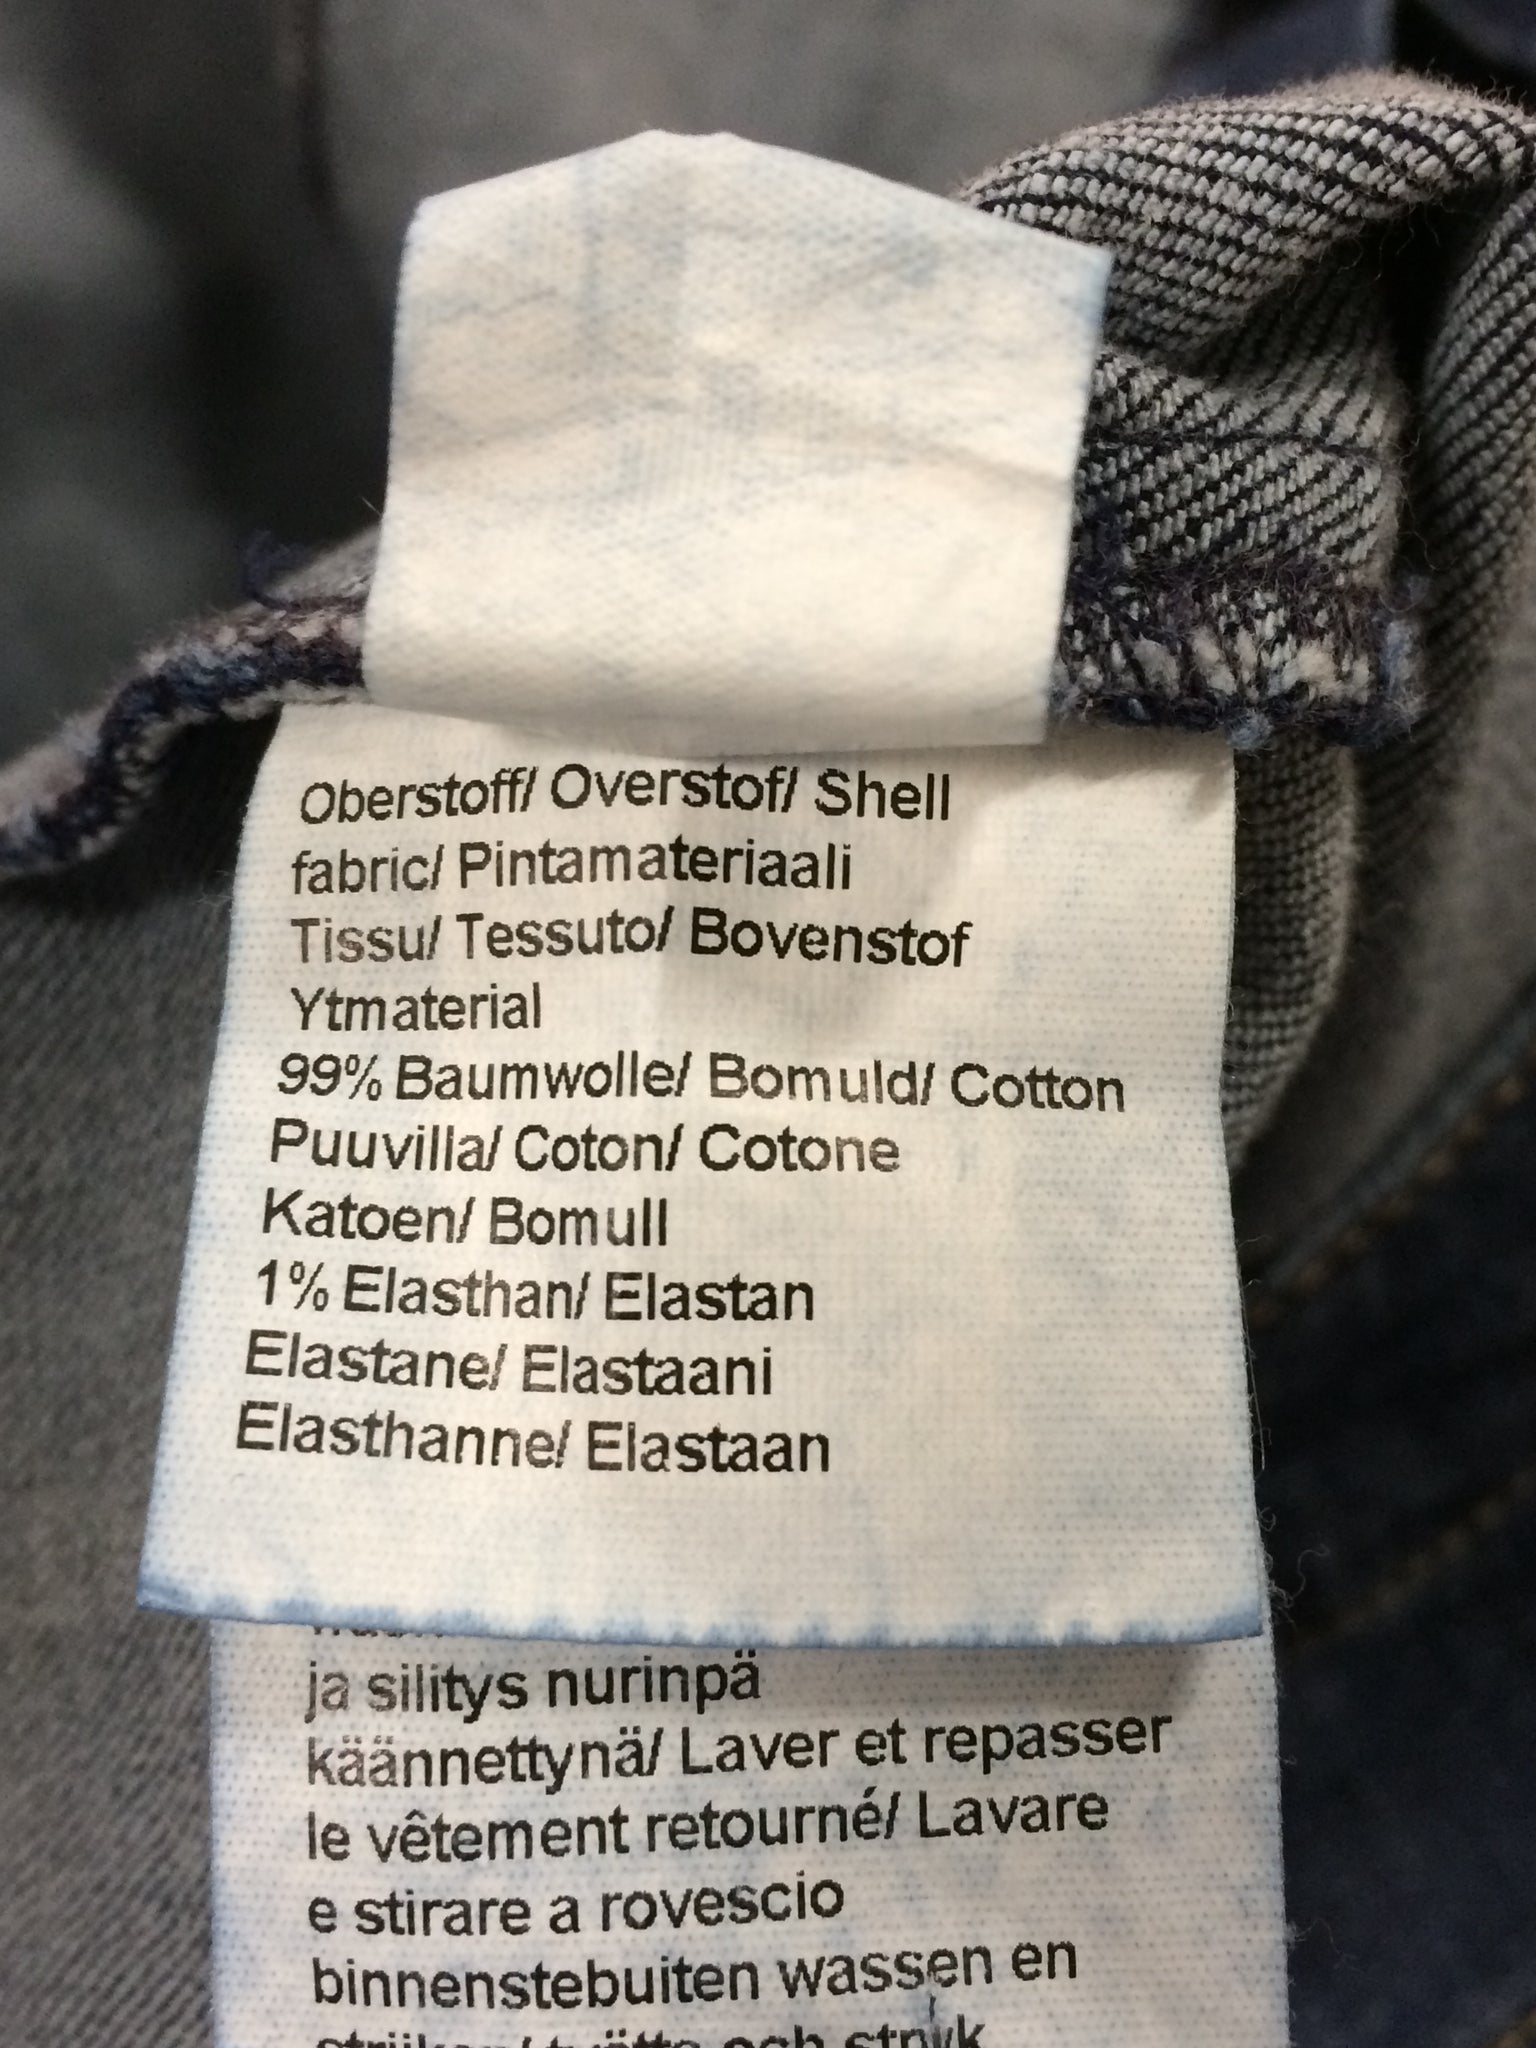 Oberstoff/ Overstof/ Shell
fabric/ Pintamateriaali
Tissu/ Tessuto/ Bovenstof
Ytmaterial
99% Baumwolle/ Bomuld/ Cotton
Puuvilla/ Coton/ Cotone
Katoen/ Bomull
1% Elasthan/ Elastan
Elastane/ Elastaani
Elasthanne/ Elastaan
ja silitys nurinpä
käännettynä/ Laver et repasser
le vêtement retourné/ Lavare
e stirare a rovescio
binnenstebuiten wassen en
och